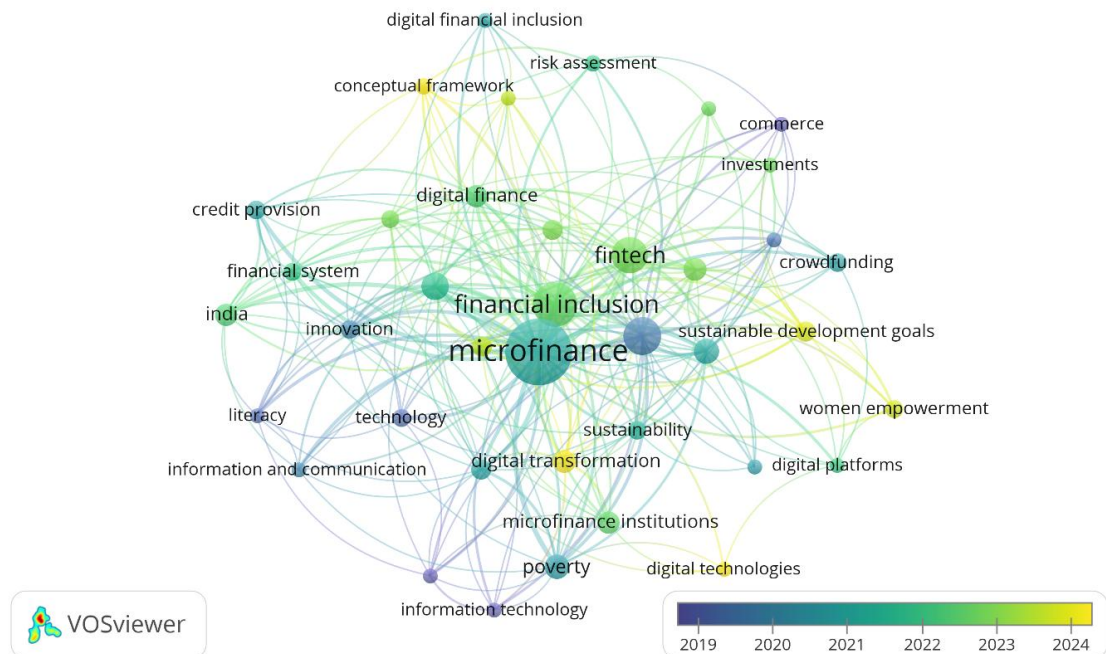 digital financial inclusion
risk assessment
conceptual framework
commerce
investments
digital finance
credit provision
fintech
crowdfunding
financial system
financial inclusion
india
innovation
sustainable development goals
microfinance
women empowerment
literacy
technology
sustainability
digital transformation
digital platforms
information and communication
microfinance institutions
poverty
digital technologies
information technology
VOSviewer
2019 2020 2021 2022 2023 2024